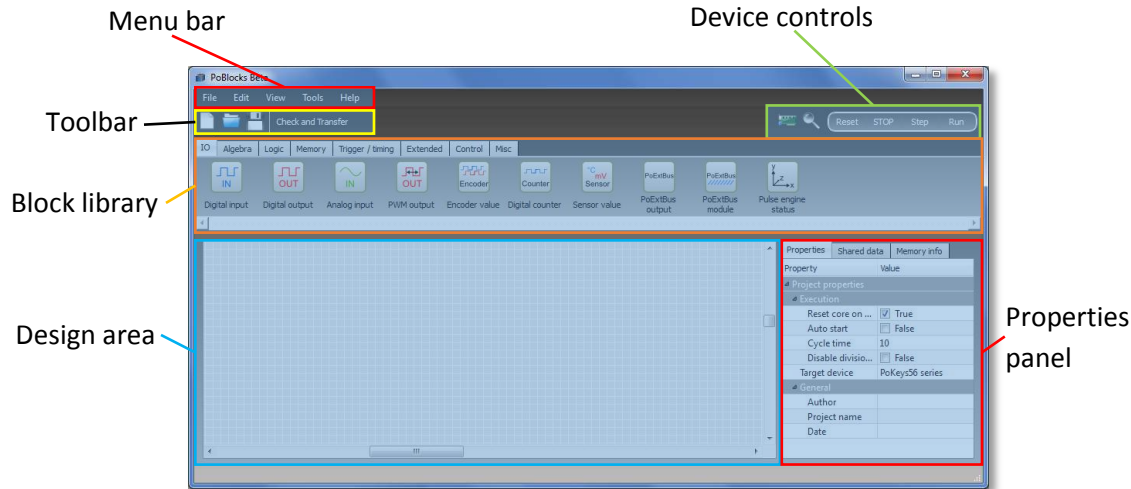 Menu bar
Device controls
PoBlocks Beta
File Edit View Tools Help
Toolbar
Check and Transfer
Reset STOP Step Run
IO Algebra Logic Memory Trigger / timing Extended Control Misc
Block library
IN OUT IN OUT Encoder Counter °C mV Sensor PoExtBus PoExtBus y z x
Digital input Digital output Analog input PWM output Encoder value Digital counter Sensor value PoExtBus output PoExtBus module Pulse engine status
Design area
Properties Shared data Memory info
Property Value
Project properties
Execution
Reset core on ... True
Auto start False
Cycle time 10
Disable divisio... False
Target device PoKeys56 series
General
Author
Project name
Date
Properties
panel